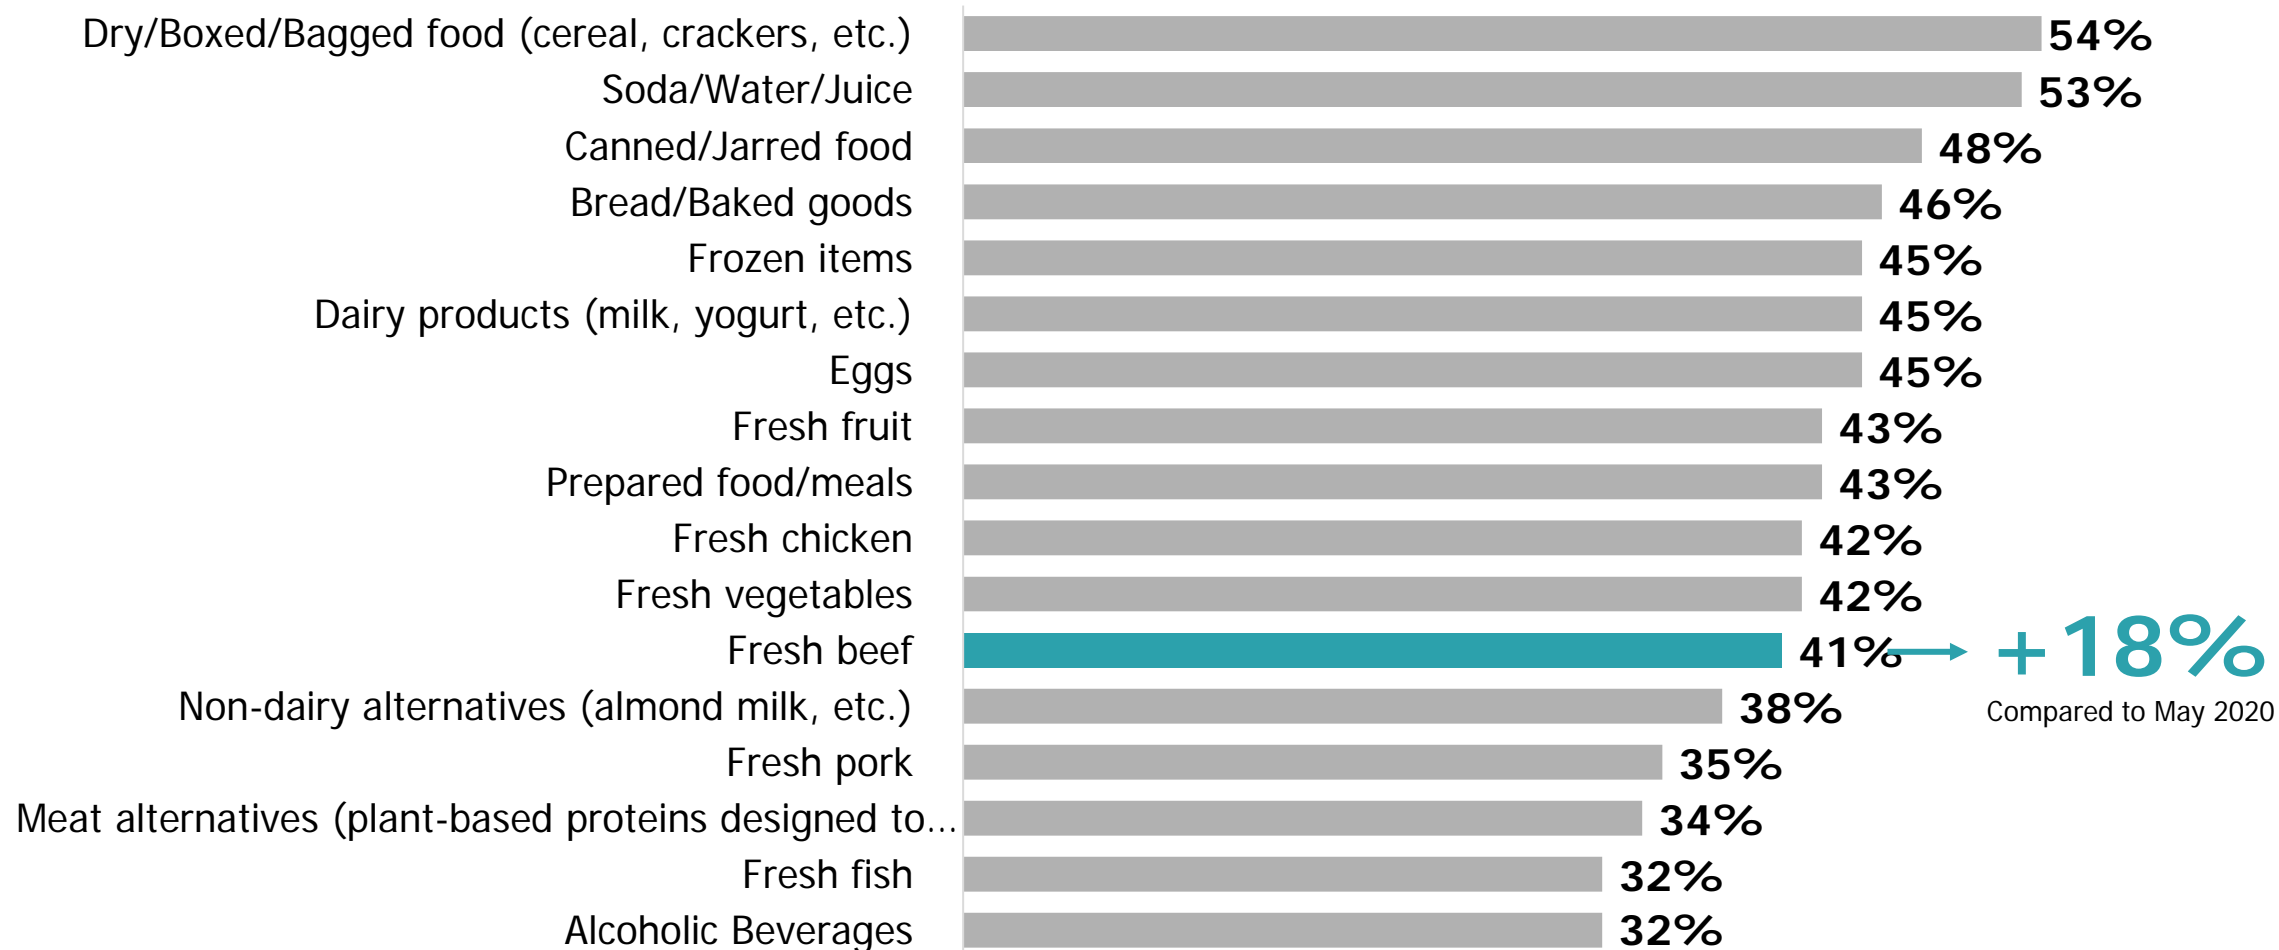 Dry/Boxed/Bagged food (cereal, crackers, etc.) 54%
Soda/Water/Juice 53%
Canned/Jarred food 48%
Bread/Baked goods 46%
Frozen items 45%
Dairy products (milk, yogurt, etc.) 45%
Eggs 45%
Fresh fruit 43%
Prepared food/meals 43%
Fresh chicken 42%
Fresh vegetables 42%
Fresh beef 41% +18%
Non-dairy alternatives (almond milk, etc.) 38% Compared to May 2020
Fresh pork 35%
Meat alternatives (plant-based proteins designed to... 34%
Fresh fish 32%
Alcoholic Beverages 32%